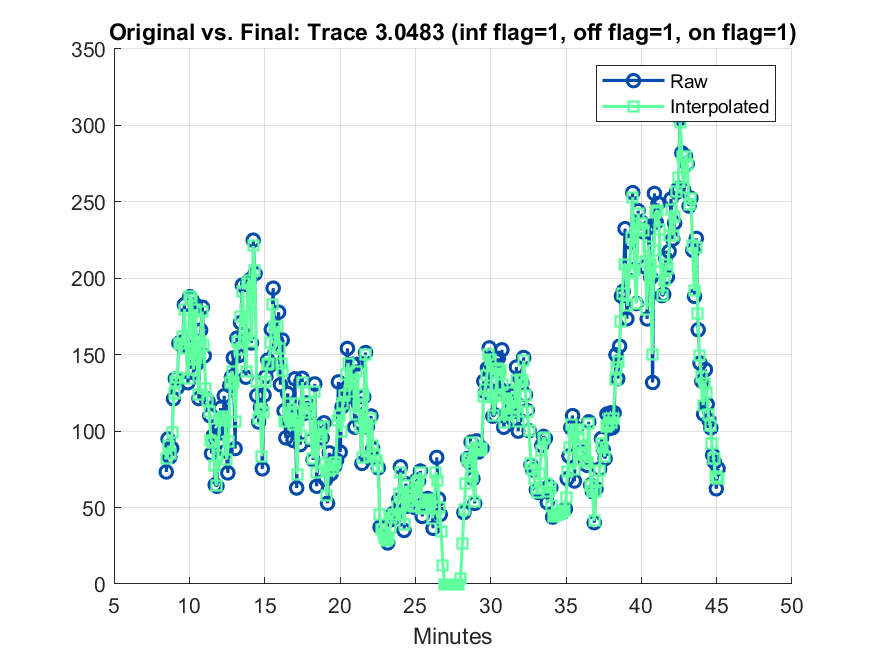 Original vs. Final: Trace 3.0483 (inf flag=1, off flag=1, on flag=1)
350
300
250
200
150
100
50
0
5 10 15 20 25 30 35 40 45 50
Minutes
Raw
Interpolated